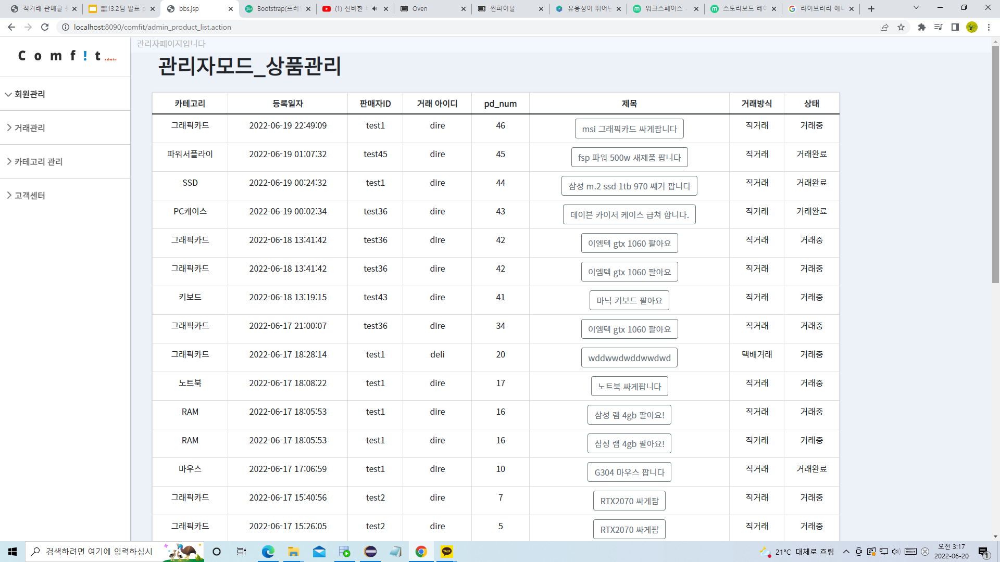 직거래 판매글
13.2팀 발표 p
bbs.jsp
Bootstrap(프레
(1) 신비한
Oven
찐파이널
유용성이 뛰어난
워크스페이스 -
스토리보드 레이
라이브러리 애니
localhost:8090/comfit/admin_product_list.action
관리자페이지입니다
Comf!t admin
관리자모드_상품관리
회원관리
거래관리
카테고리 관리
고객센터
카테고리 등록일자 판매자ID 거래 아이디 pd_num 제목 거래방식 상태
그래픽카드 2022-06-19 22:49:09 test1 dire 46 msi 그래픽카드 싸게팝니다 직거래 거래중
파워서플라이 2022-06-19 01:07:32 test45 dire 45 fsp 파워 500w 새제품 팝니다 직거래 거래완료
SSD 2022-06-19 00:24:32 test1 dire 44 삼성 m.2 ssd 1tb 970 쌔거 팝니다 직거래 거래완료
PC케이스 2022-06-19 00:02:34 test36 dire 43 데이븐 카이저 케이스 급쳐 합니다. 직거래 거래완료
그래픽카드 2022-06-18 13:41:42 test36 dire 42 이엠텍 gtx 1060 팔아요 직거래 거래중
그래픽카드 2022-06-18 13:41:42 test36 dire 42 이엠텍 gtx 1060 팔아요 직거래 거래중
키보드 2022-06-18 13:19:15 test43 dire 41 마닉 키보드 팔아요 직거래 거래중
그래픽카드 2022-06-17 21:00:07 test36 dire 34 이엠텍 gtx 1060 팔아요 직거래 거래중
그래픽카드 2022-06-17 18:28:14 test1 deli 20 wddwwdwddwwdwd 택배거래 거래중
노트북 2022-06-17 18:08:22 test1 dire 17 노트북 싸게팝니다 직거래 거래중
RAM 2022-06-17 18:05:53 test1 dire 16 삼성 램 4gb 팔아요! 직거래 거래중
RAM 2022-06-17 18:05:53 test1 dire 16 삼성 램 4gb 팔아요! 직거래 거래중
마우스 2022-06-17 17:06:59 test1 dire 10 G304 마우스 팝니다 직거래 거래완료
그래픽카드 2022-06-17 15:40:56 test2 dire 7 RTX2070 싸게팜 직거래 거래중
그래픽카드 2022-06-17 15:26:05 test2 dire 5 RTX2070 싸게팜 직거래 거래중
검색하려면 여기에 입력하십시
TALK
21°C 대체로 흐림
오전 3:17
2022-06-20
1